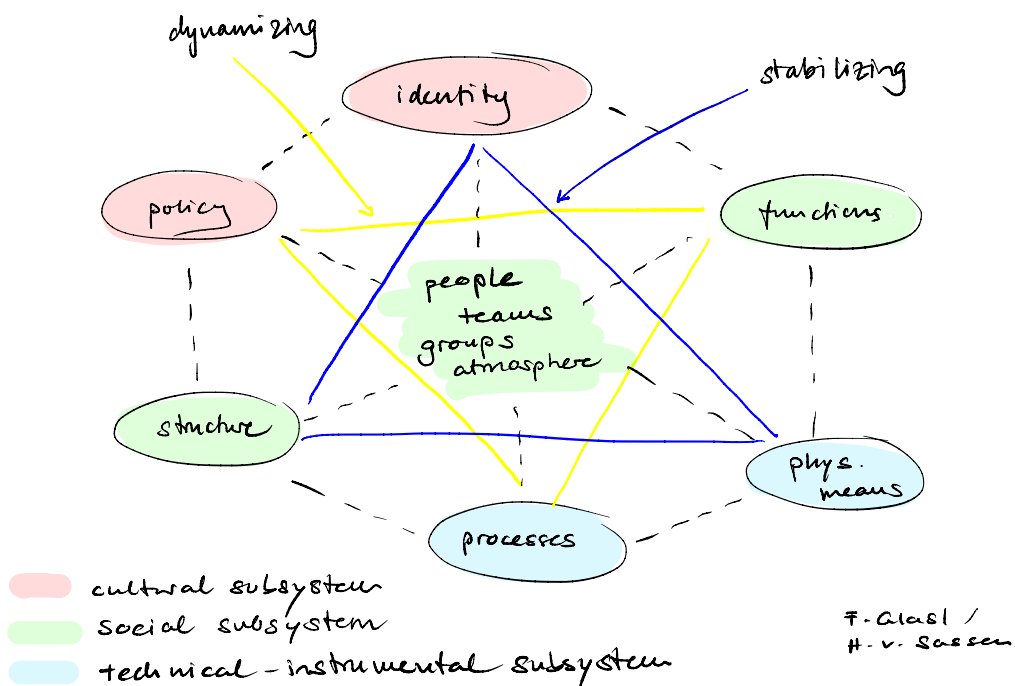 dynamizing
identity
stabilizing
policy
functions
people
teams
groups
atmosphere
structure
phys.
means
processes
cultural subsystem
social subsystem
technical-instrumental subsystem
F. Glasl /
H. v. Sassen